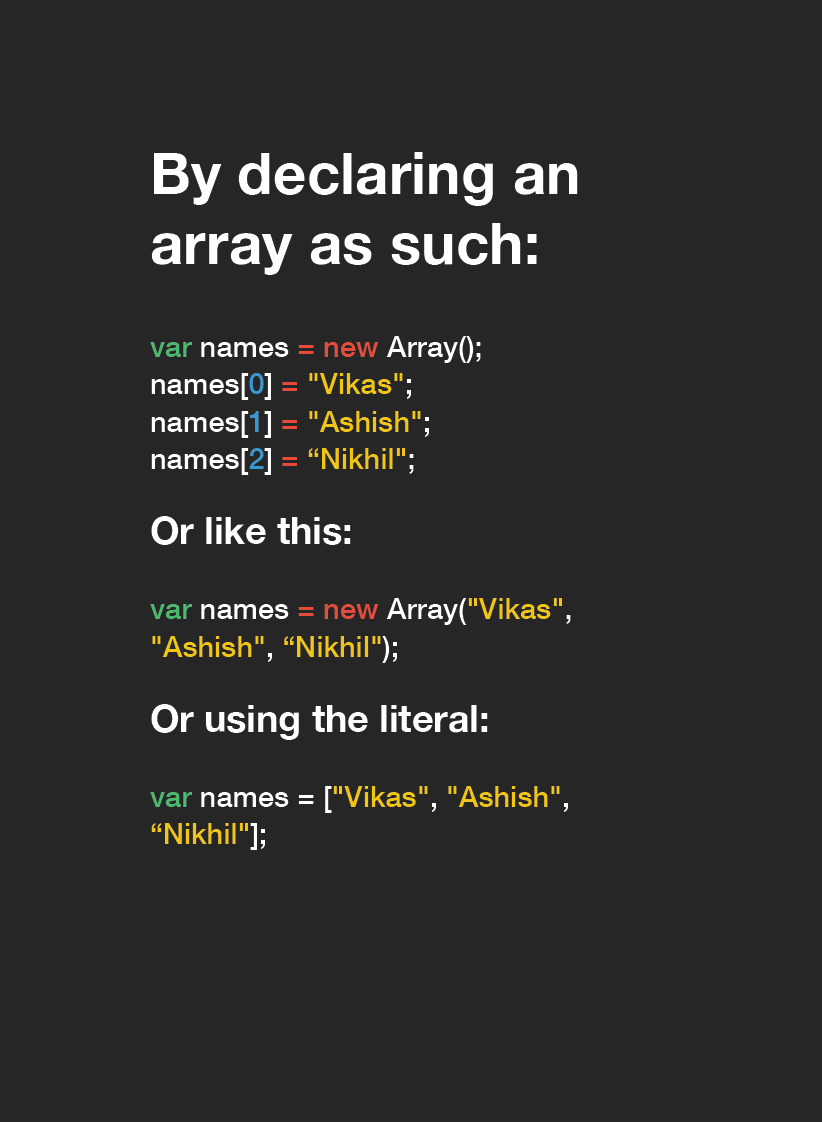 By declaring an
array as such:
var names = new Array();
names[0] = "Vikas";
names[1] = "Ashish";
names[2] = “Nikhil";
Or like this:
var names = new Array("Vikas",
"Ashish", “Nikhil");
Or using the literal:
var names = ["Vikas", "Ashish",
“Nikhil"];